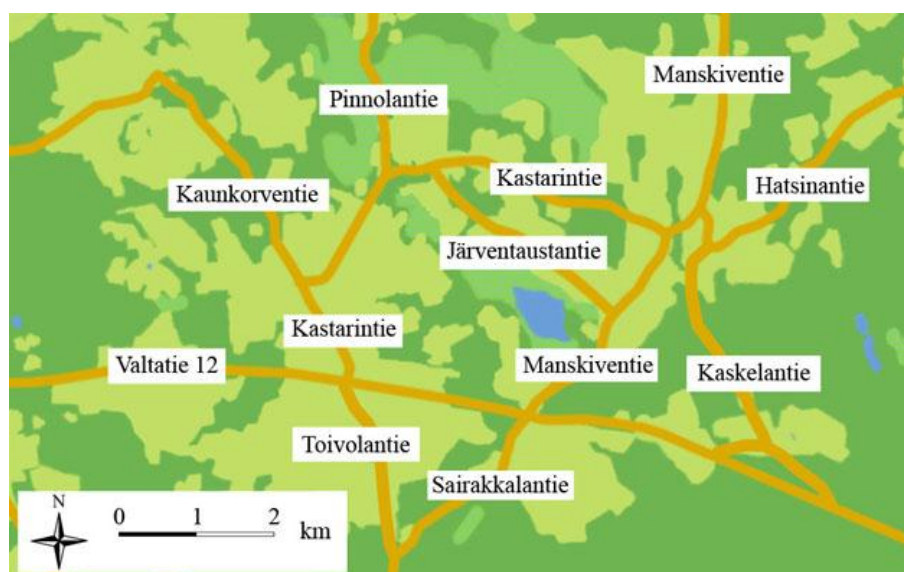 Manskiventie
Pinnolantie
Kastarintie
Hatsinantie
Kaunkorventie
Järventaustantie
Kastarintie
Valtatie 12
Manskiventie
Kaskelantie
Toivolantie
Sairakkalantie
N
0 1 2
km